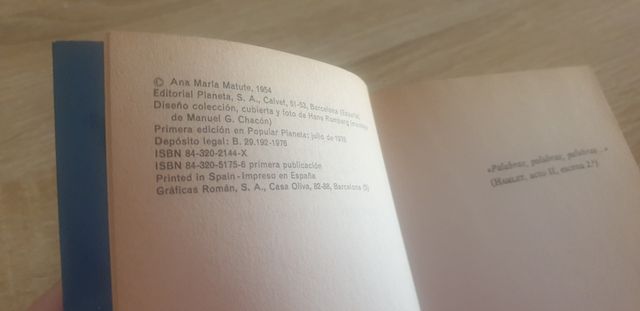 © Ana María Matute, 1954
Editorial Planeta, S. A., Calvet, 51-53, Barcelona (España)
Diseño colección, cubierta y foto de Hans Romberg (montaje
de Manuel G. Chacón)
Primera edición en Popular Planeta: julio de 1976
Depósito legal: B. 29.192-1976
ISBN 84-320-2144-X
ISBN 84-320-5175-6 primera publicación
Printed in Spain - Impreso en España
Gráficas Román, S. A., Casa Oliva, 82-88, Barcelona (5)
«Palabras, palabras, palabras...»
(HAMLET, acto II, escena 2.ª)